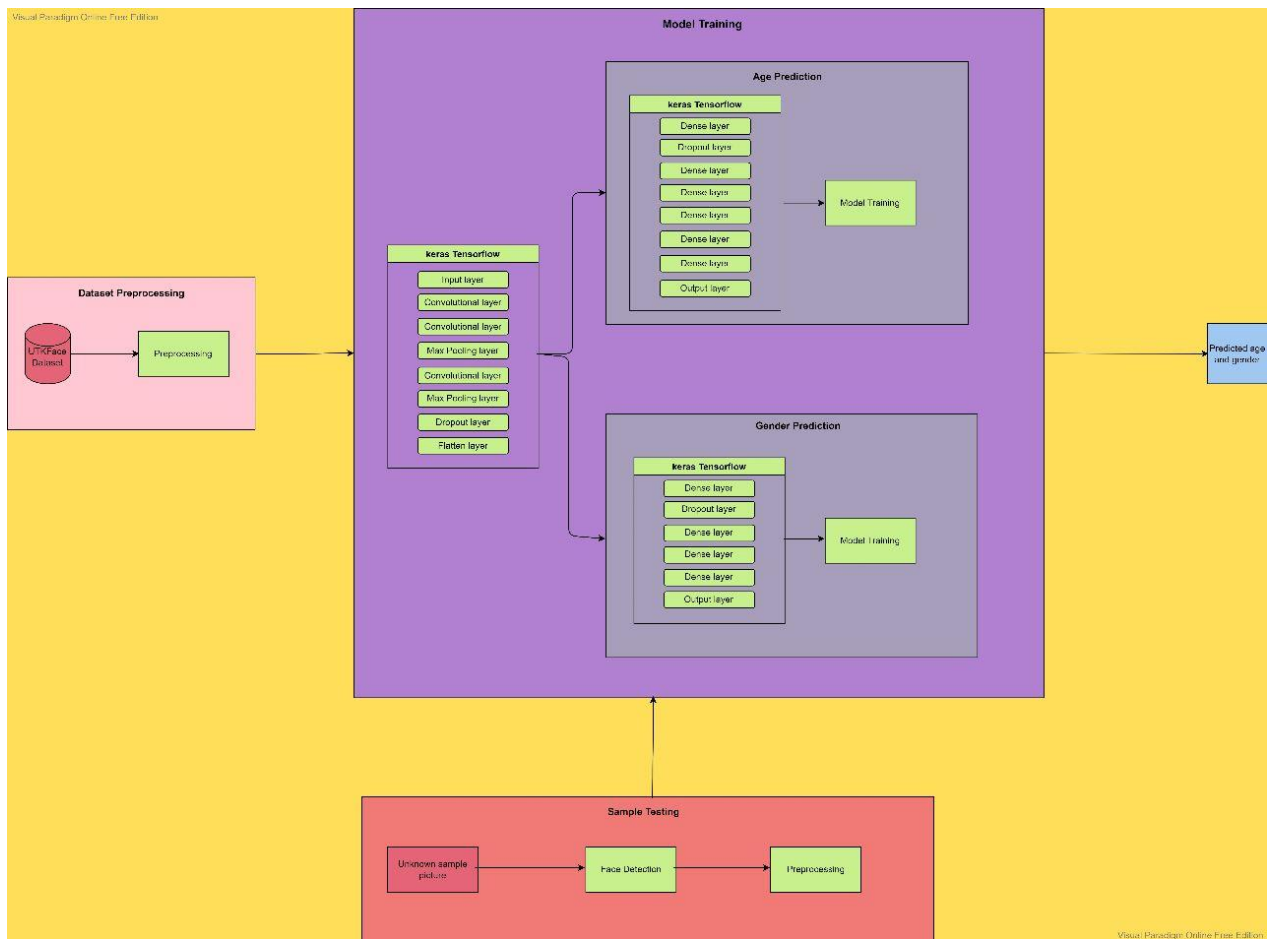 Visual Paradigm Online Free Edition
Model Training
Age Prediction
keras Tensorflow
Dense layer
Dropout layer
Dense layer
Dense layer
Dense layer
Dense layer
Dense layer
Output layer
Model Training
keras Tensorflow
Input layer
Convolutional layer
Convolutional layer
Max Pooling layer
Convolutional layer
Max Pooling layer
Dropout layer
Flatten layer
Dataset Preprocessing
UTKFace
Dataset
Preprocessing
Predicted age
and gender
Gender Prediction
keras Tensorflow
Dense layer
Dropout layer
Dense layer
Dense layer
Dense layer
Output layer
Model Training
Sample Testing
Unknown sample
picture
Face Detection
Preprocessing
Visual Paradigm Online Free Edition